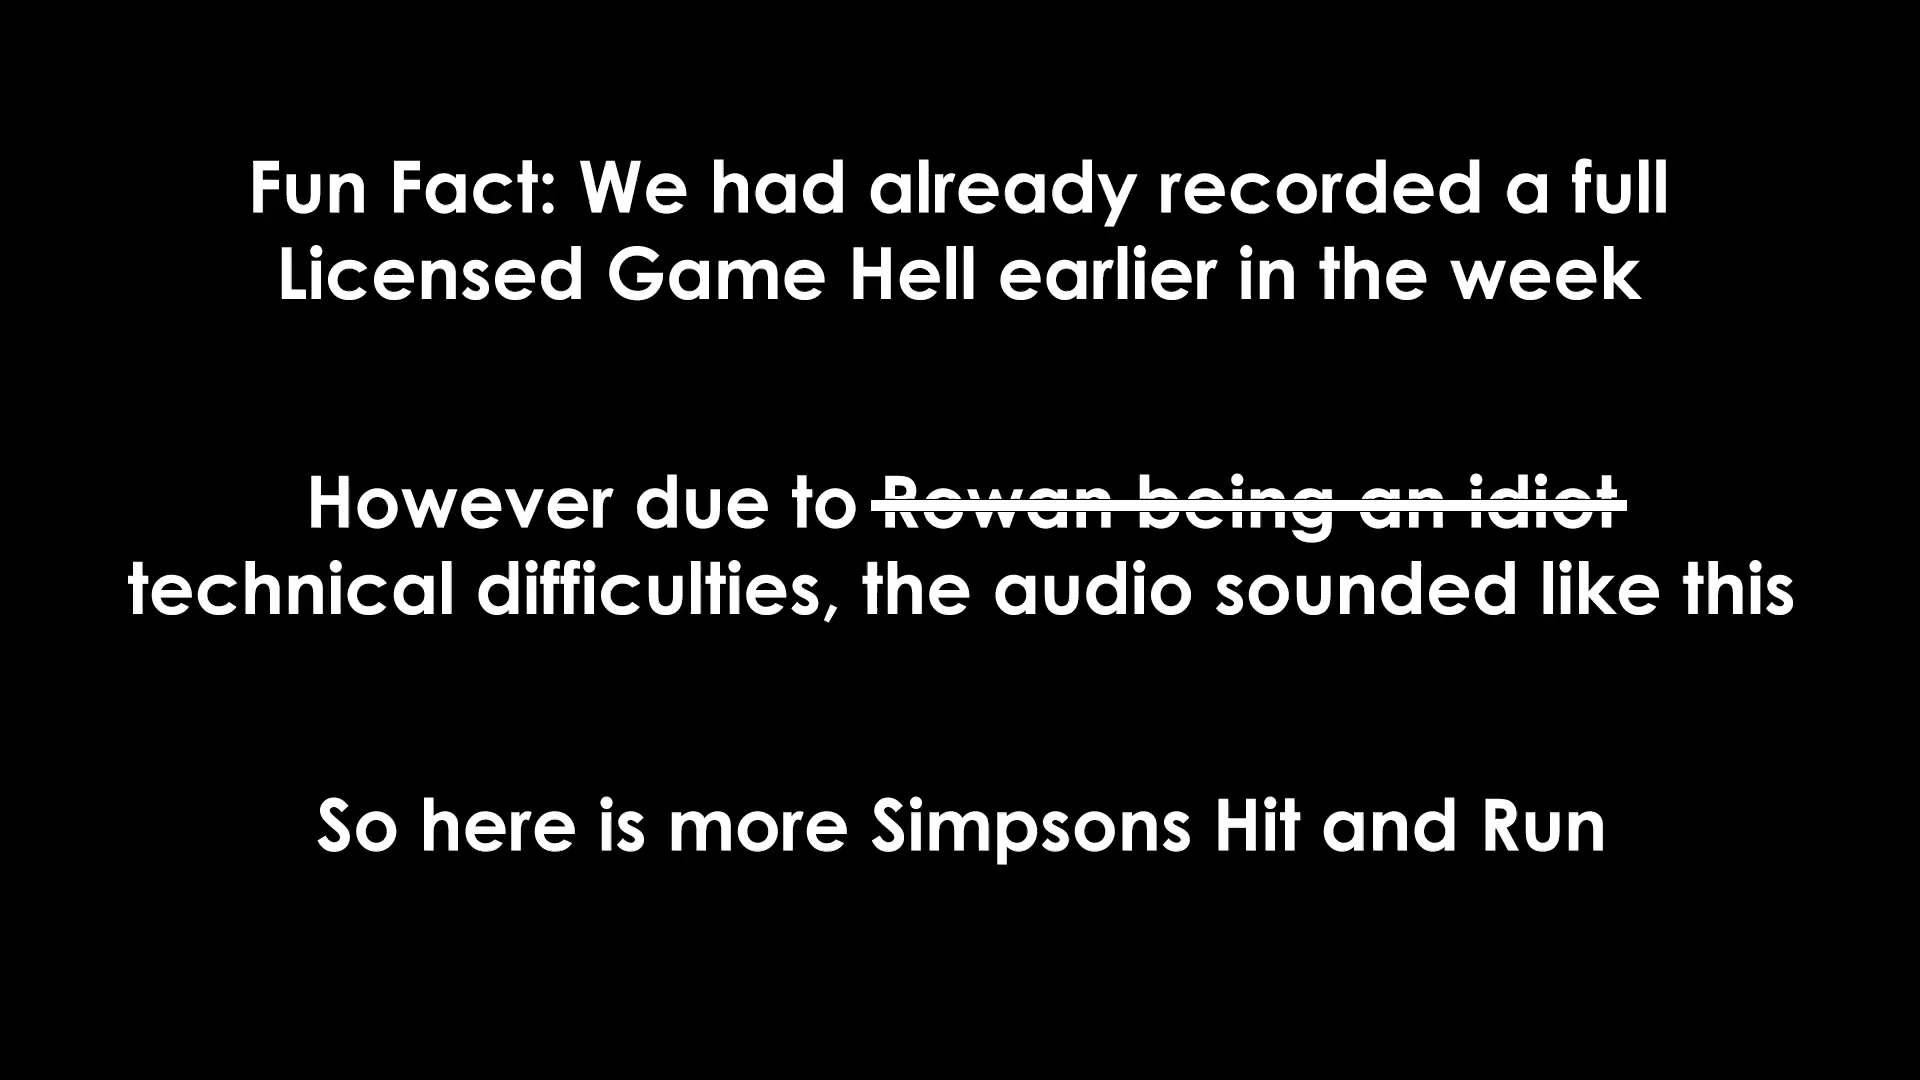 Fun Fact: We had already recorded a full
Licensed Game Hell earlier in the week
However due to Rowan being an idiot
technical difficulties, the audio sounded like this
So here is more Simpsons Hit and Run